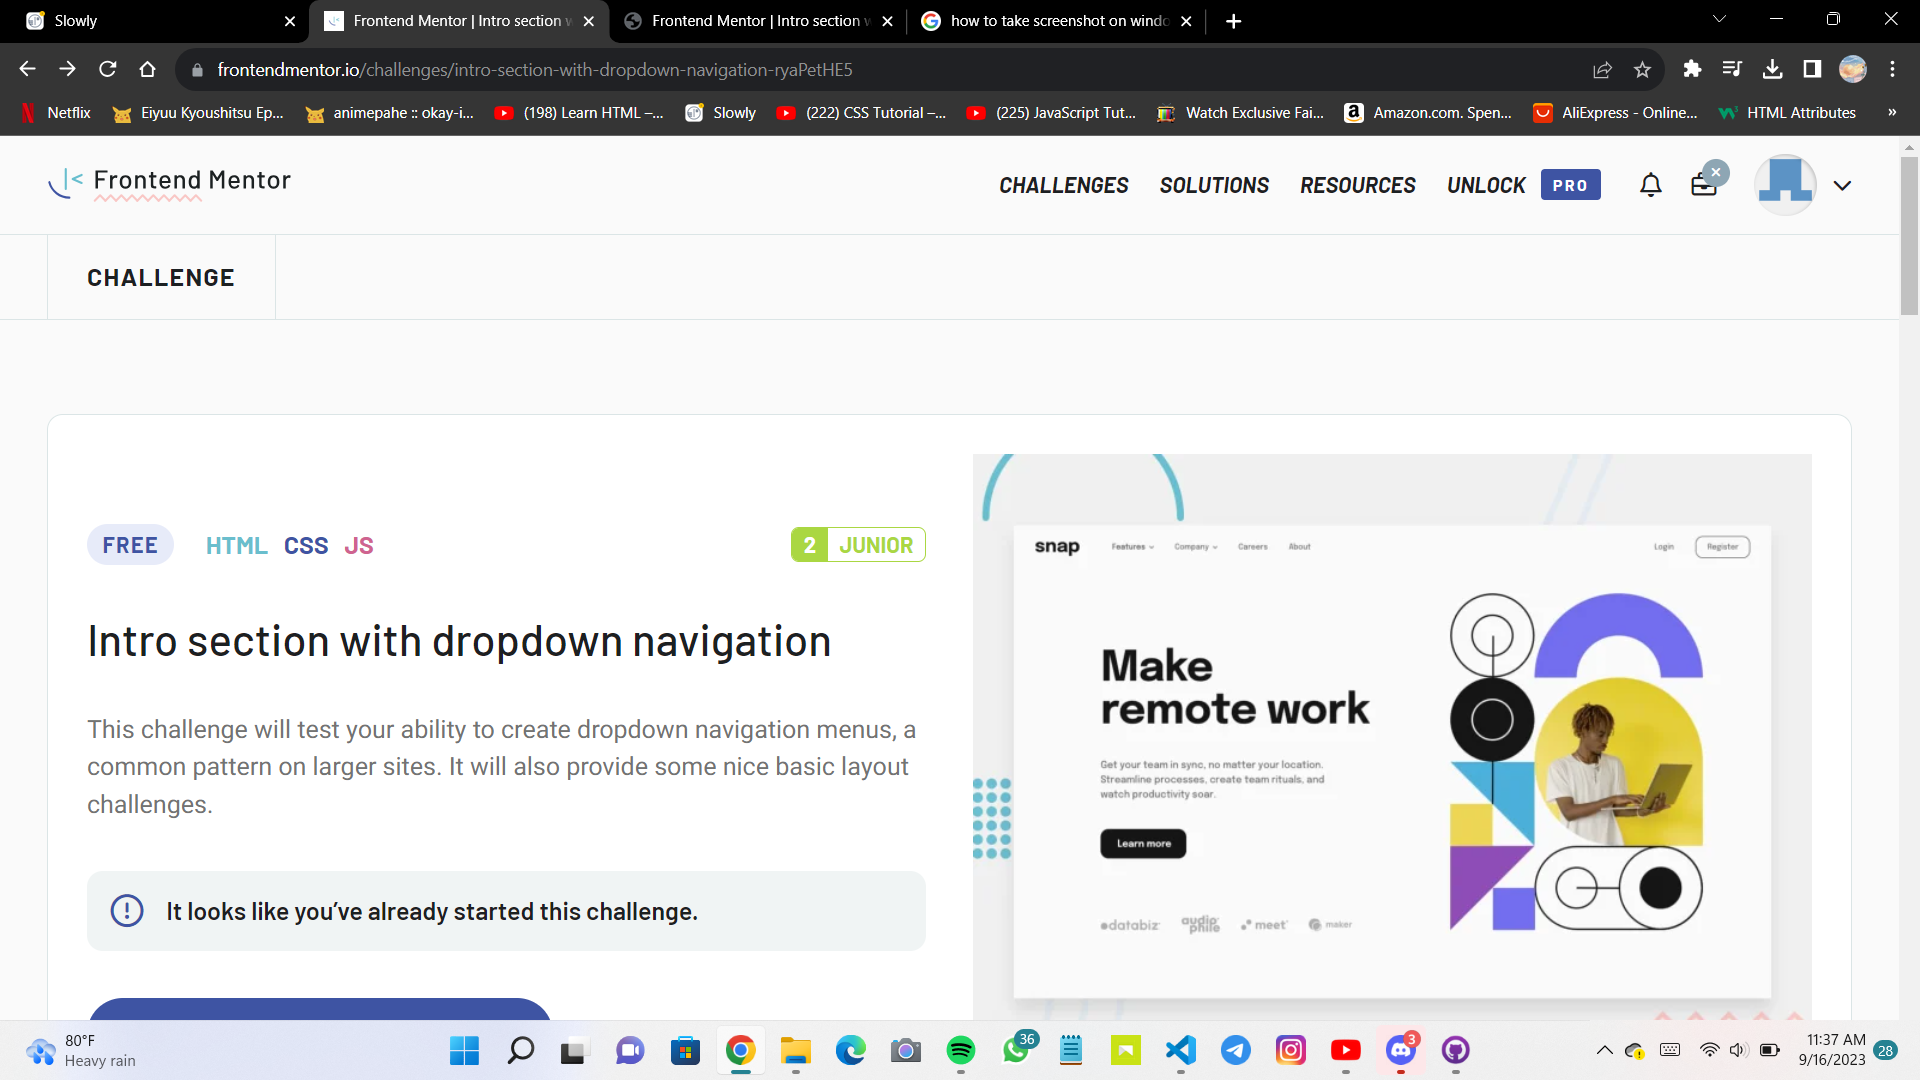 Slowly
Frontend Mentor | Intro section w
Frontend Mentor | Intro section w
how to take screenshot on windo
frontendmentor.io/challenges/intro-section-with-dropdown-navigation-ryaPetHE5
Netflix
Eiyuu Kyoushitsu Ep...
animepahe :: okay-i...
(198) Learn HTML –...
Slowly
(222) CSS Tutorial –...
(225) JavaScript Tut...
Watch Exclusive Fai...
Amazon.com. Spen...
AliExpress - Online...
HTML Attributes
»
Frontend Mentor
CHALLENGES
SOLUTIONS
RESOURCES
UNLOCK PRO
CHALLENGE
FREE
HTML CSS JS
2 JUNIOR
Intro section with dropdown navigation
This challenge will test your ability to create dropdown navigation menus, a
common pattern on larger sites. It will also provide some nice basic layout
challenges.
It looks like you’ve already started this challenge.
snap
Features
Company
Careers
About
Login
Register
Make
remote work
Get your team in sync, no matter your location.
Streamline processes, create team rituals, and
watch productivity soar.
Learn more
databiz
audio
phile
meet
maker
80°F
Heavy rain
36
3
11:37 AM
9/16/2023
28